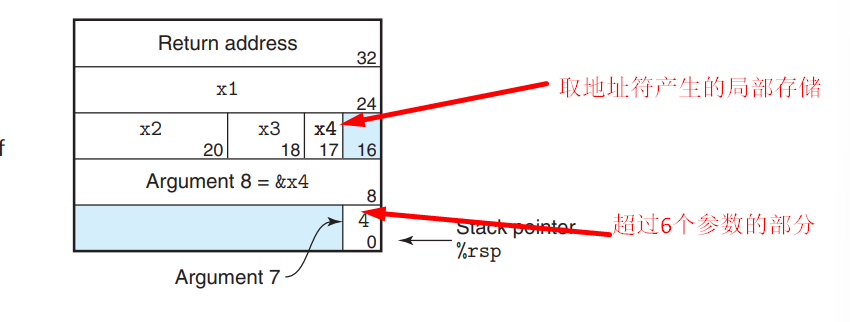 Return address
32
x1
取地址符产生的局部存储
24
x2 x3 x4
f
20 18 17 16
Argument 8 = &x4
8
超过6个参数的部分
4
Stack pointer
0
%rsp
Argument 7